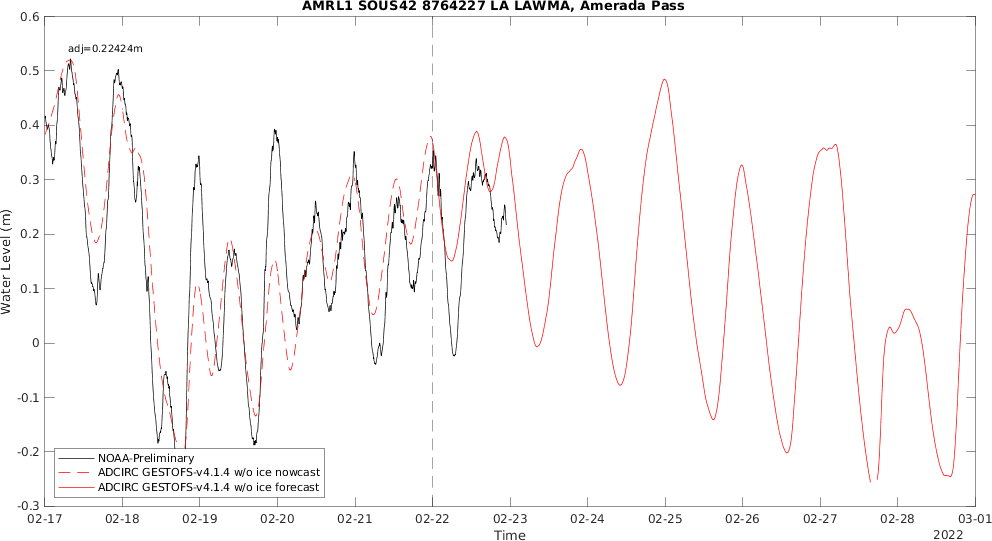 AMRL1 SOUS42 8764227 LA LAWMA, Amerada Pass
0.6
0.5
0.4
0.3
0.2
0.1
0
-0.1
-0.2
-0.3
Water Level (m)
adj=0.22424m
NOAA-Preliminary
ADCIRC GESTOFS-v4.1.4 w/o ice nowcast
ADCIRC GESTOFS-v4.1.4 w/o ice forecast
02-17 02-18 02-19 02-20 02-21 02-22 02-23 02-24 02-25 02-26 02-27 02-28 03-01
Time
2022